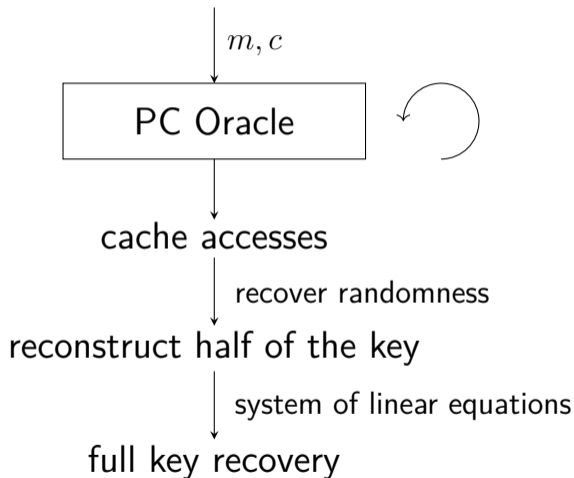 m, c
PC Oracle
cache accesses
recover randomness
reconstruct half of the key
system of linear equations
full key recovery